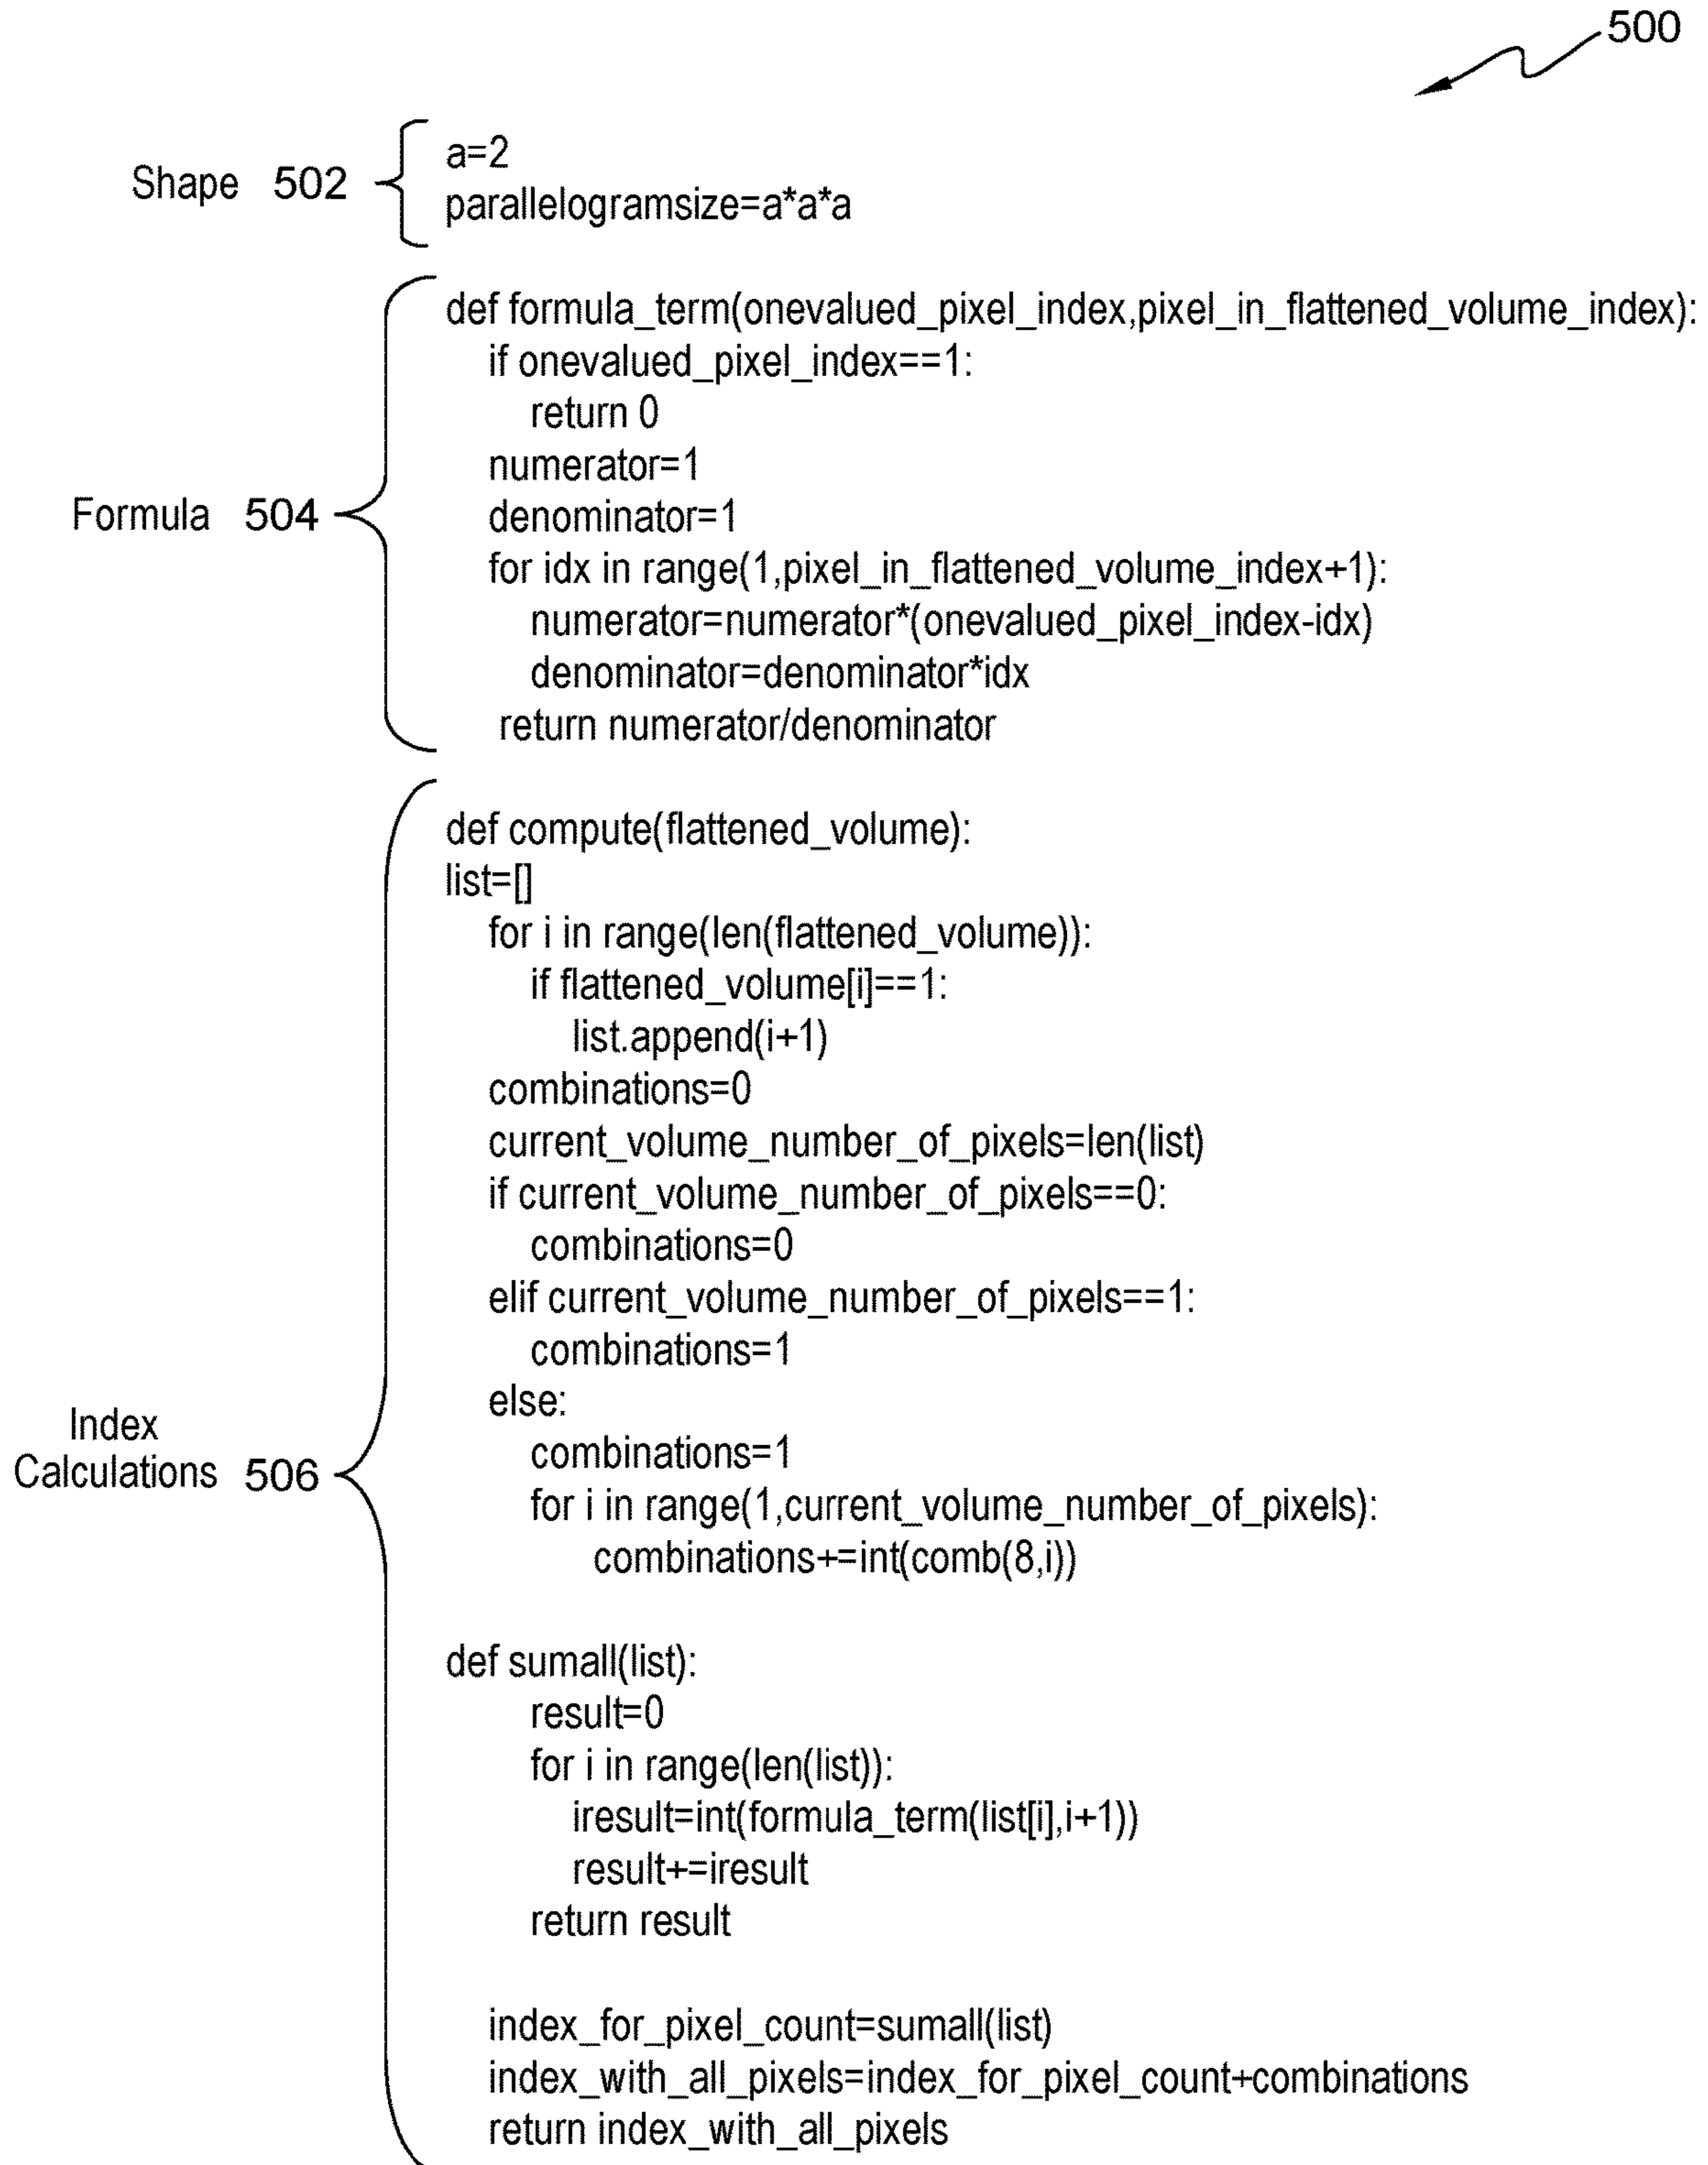 500
Shape 502
a=2
parallelogramsize=a*a*a
Formula 504
def formula_term(onevalued_pixel_index,pixel_in_flattened_volume_index):
if onevalued_pixel_index==1:
return 0
numerator=1
denominator=1
for idx in range(1,pixel_in_flattened_volume_index+1):
numerator=numerator*(onevalued_pixel_index-idx)
denominator=denominator*idx
return numerator/denominator
Index
Calculations 506
def compute(flattened_volume):
list=[]
for i in range(len(flattened_volume)):
if flattened_volume[i]==1:
list.append(i+1)
combinations=0
current_volume_number_of_pixels=len(list)
if current_volume_number_of_pixels==0:
combinations=0
elif current_volume_number_of_pixels==1:
combinations=1
else:
combinations=1
for i in range(1,current_volume_number_of_pixels):
combinations+=int(comb(8,i))
def sumall(list):
result=0
for i in range(len(list)):
iresult=int(formula_term(list[i],i+1))
result+=iresult
return result
index_for_pixel_count=sumall(list)
index_with_all_pixels=index_for_pixel_count+combinations
return index_with_all_pixels